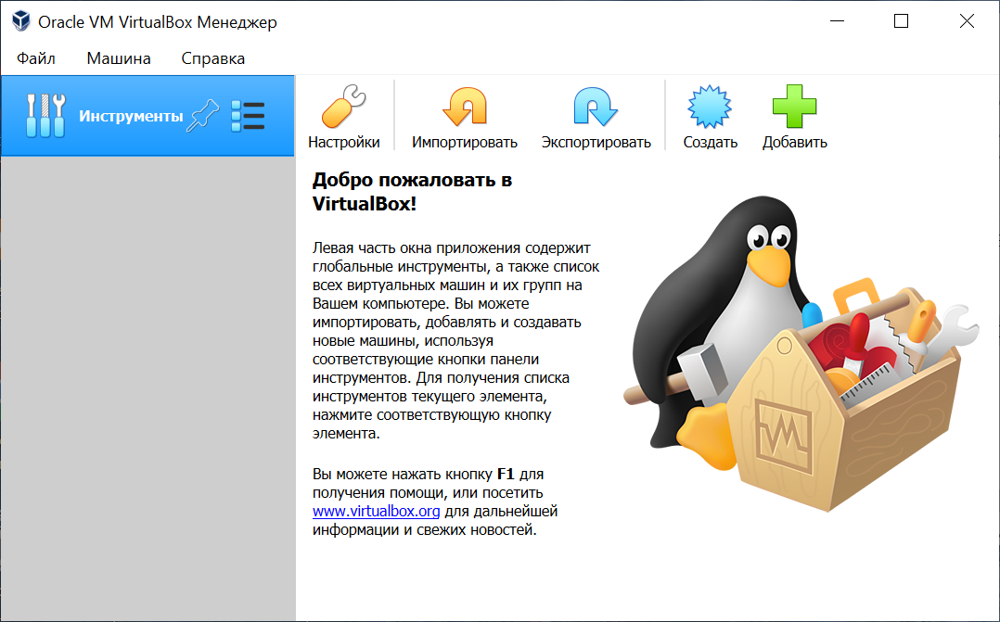 Oracle VM VirtualBox Менеджер
Файл Машина Справка
Инструменты
Настройки Импортировать Экспортировать Создать Добавить
Добро пожаловать в
VirtualBox!
Левая часть окна приложения содержит
глобальные инструменты, а также список
всех виртуальных машин и их групп на
Вашем компьютере. Вы можете
импортировать, добавлять и создавать
новые машины, используя
соответствующие кнопки панели
инструментов. Для получения списка
инструментов текущего элемента,
нажмите соответствующую кнопку
элемента.
Вы можете нажать кнопку F1 для
получения помощи, или посетить
www.virtualbox.org для дальнейшей
информации и свежих новостей.